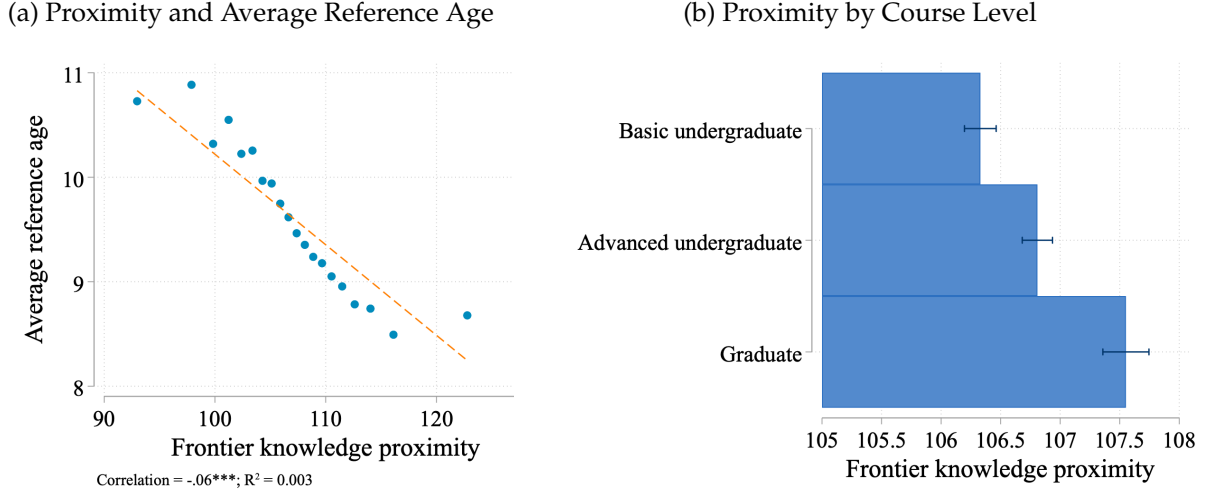 (a) Proximity and Average Reference Age
11
10
9
8
Average reference age
90
100
110
120
Frontier knowledge proximity
Correlation = -.06***; R² = 0.003
(b) Proximity by Course Level
Basic undergraduate
Advanced undergraduate
Graduate
105
105.5
106
106.5
107
107.5
108
Frontier knowledge proximity